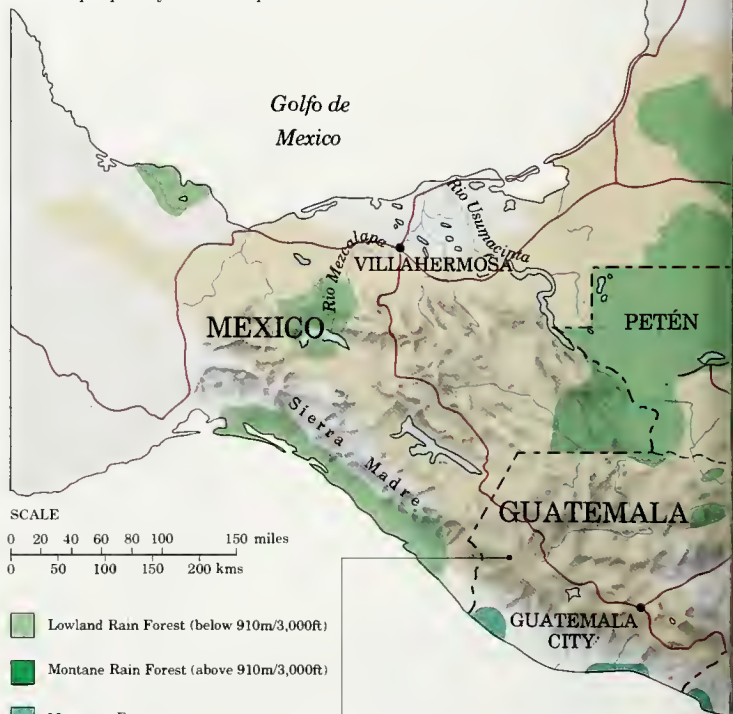 Golfo de
Mexico
Rio Usumacinta
Rio Mezcalapa
VILLAHERMOSA
MEXICO
PETÉN
Sierra Madre
GUATEMALA
GUATEMALA
CITY
SCALE
0 20 40 60 80 100 150 miles
0 50 100 150 200 kms
Lowland Rain Forest (below 910m/3,000ft)
Montane Rain Forest (above 910m/3,000ft)